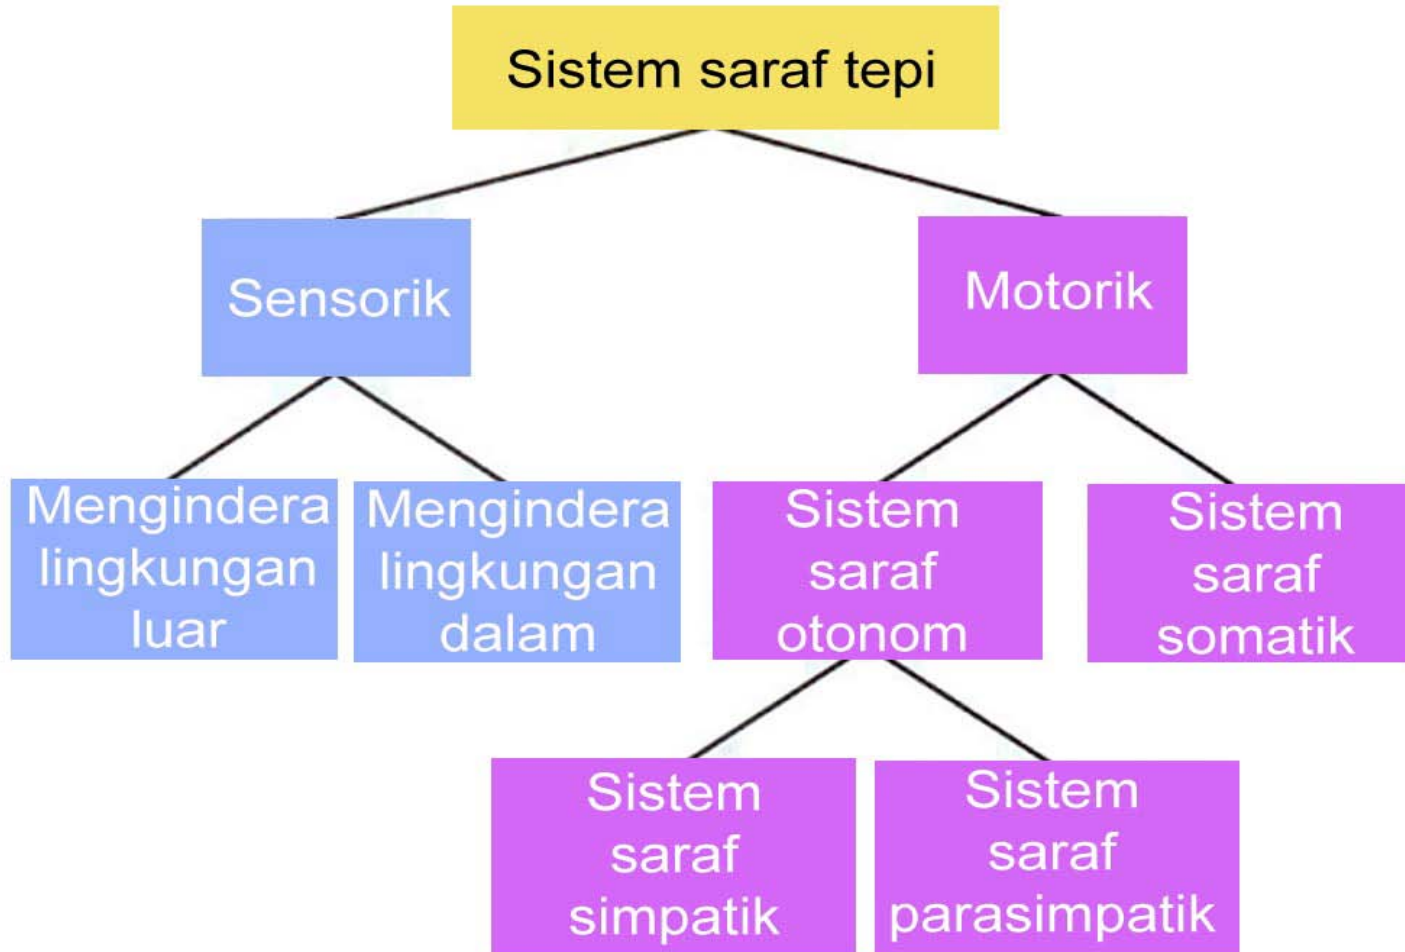 Sistem saraf tepi
Sensorik
Motorik
Mengindera
lingkungan
luar
Mengindera
lingkungan
dalam
Sistem
saraf
otonom
Sistem
saraf
somatik
Sistem
saraf
simpatik
Sistem
saraf
parasimpatik